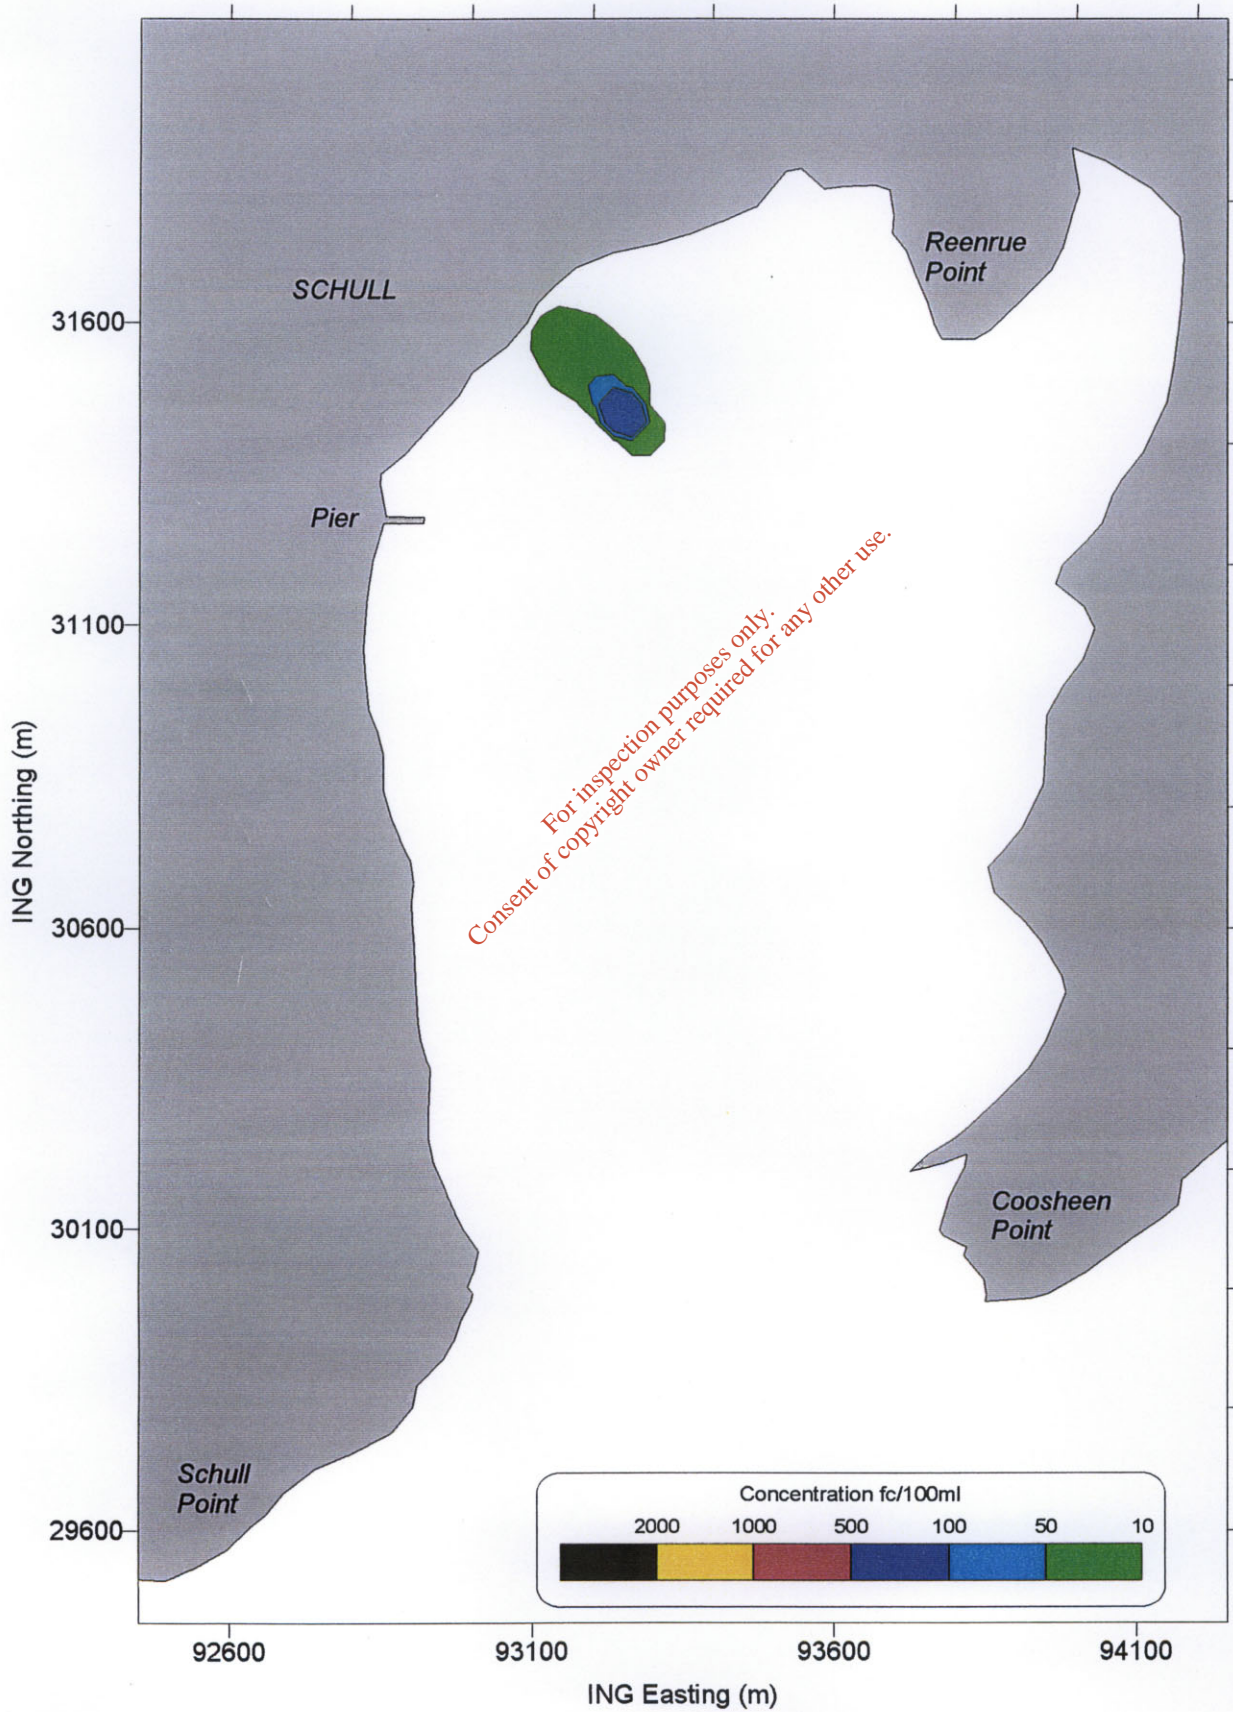 Reenrue
Point
SCHULL
31600
Pier
For inspection purposes only.
Consent of copyright owner required for any other use.
31100
ING Northing (m)
30600
30100
Coosheen
Point
Schull
Point
29600
Concentration fc/100ml
2000 1000 500 100 50 10
92600 93100 93600 94100
ING Easting (m)